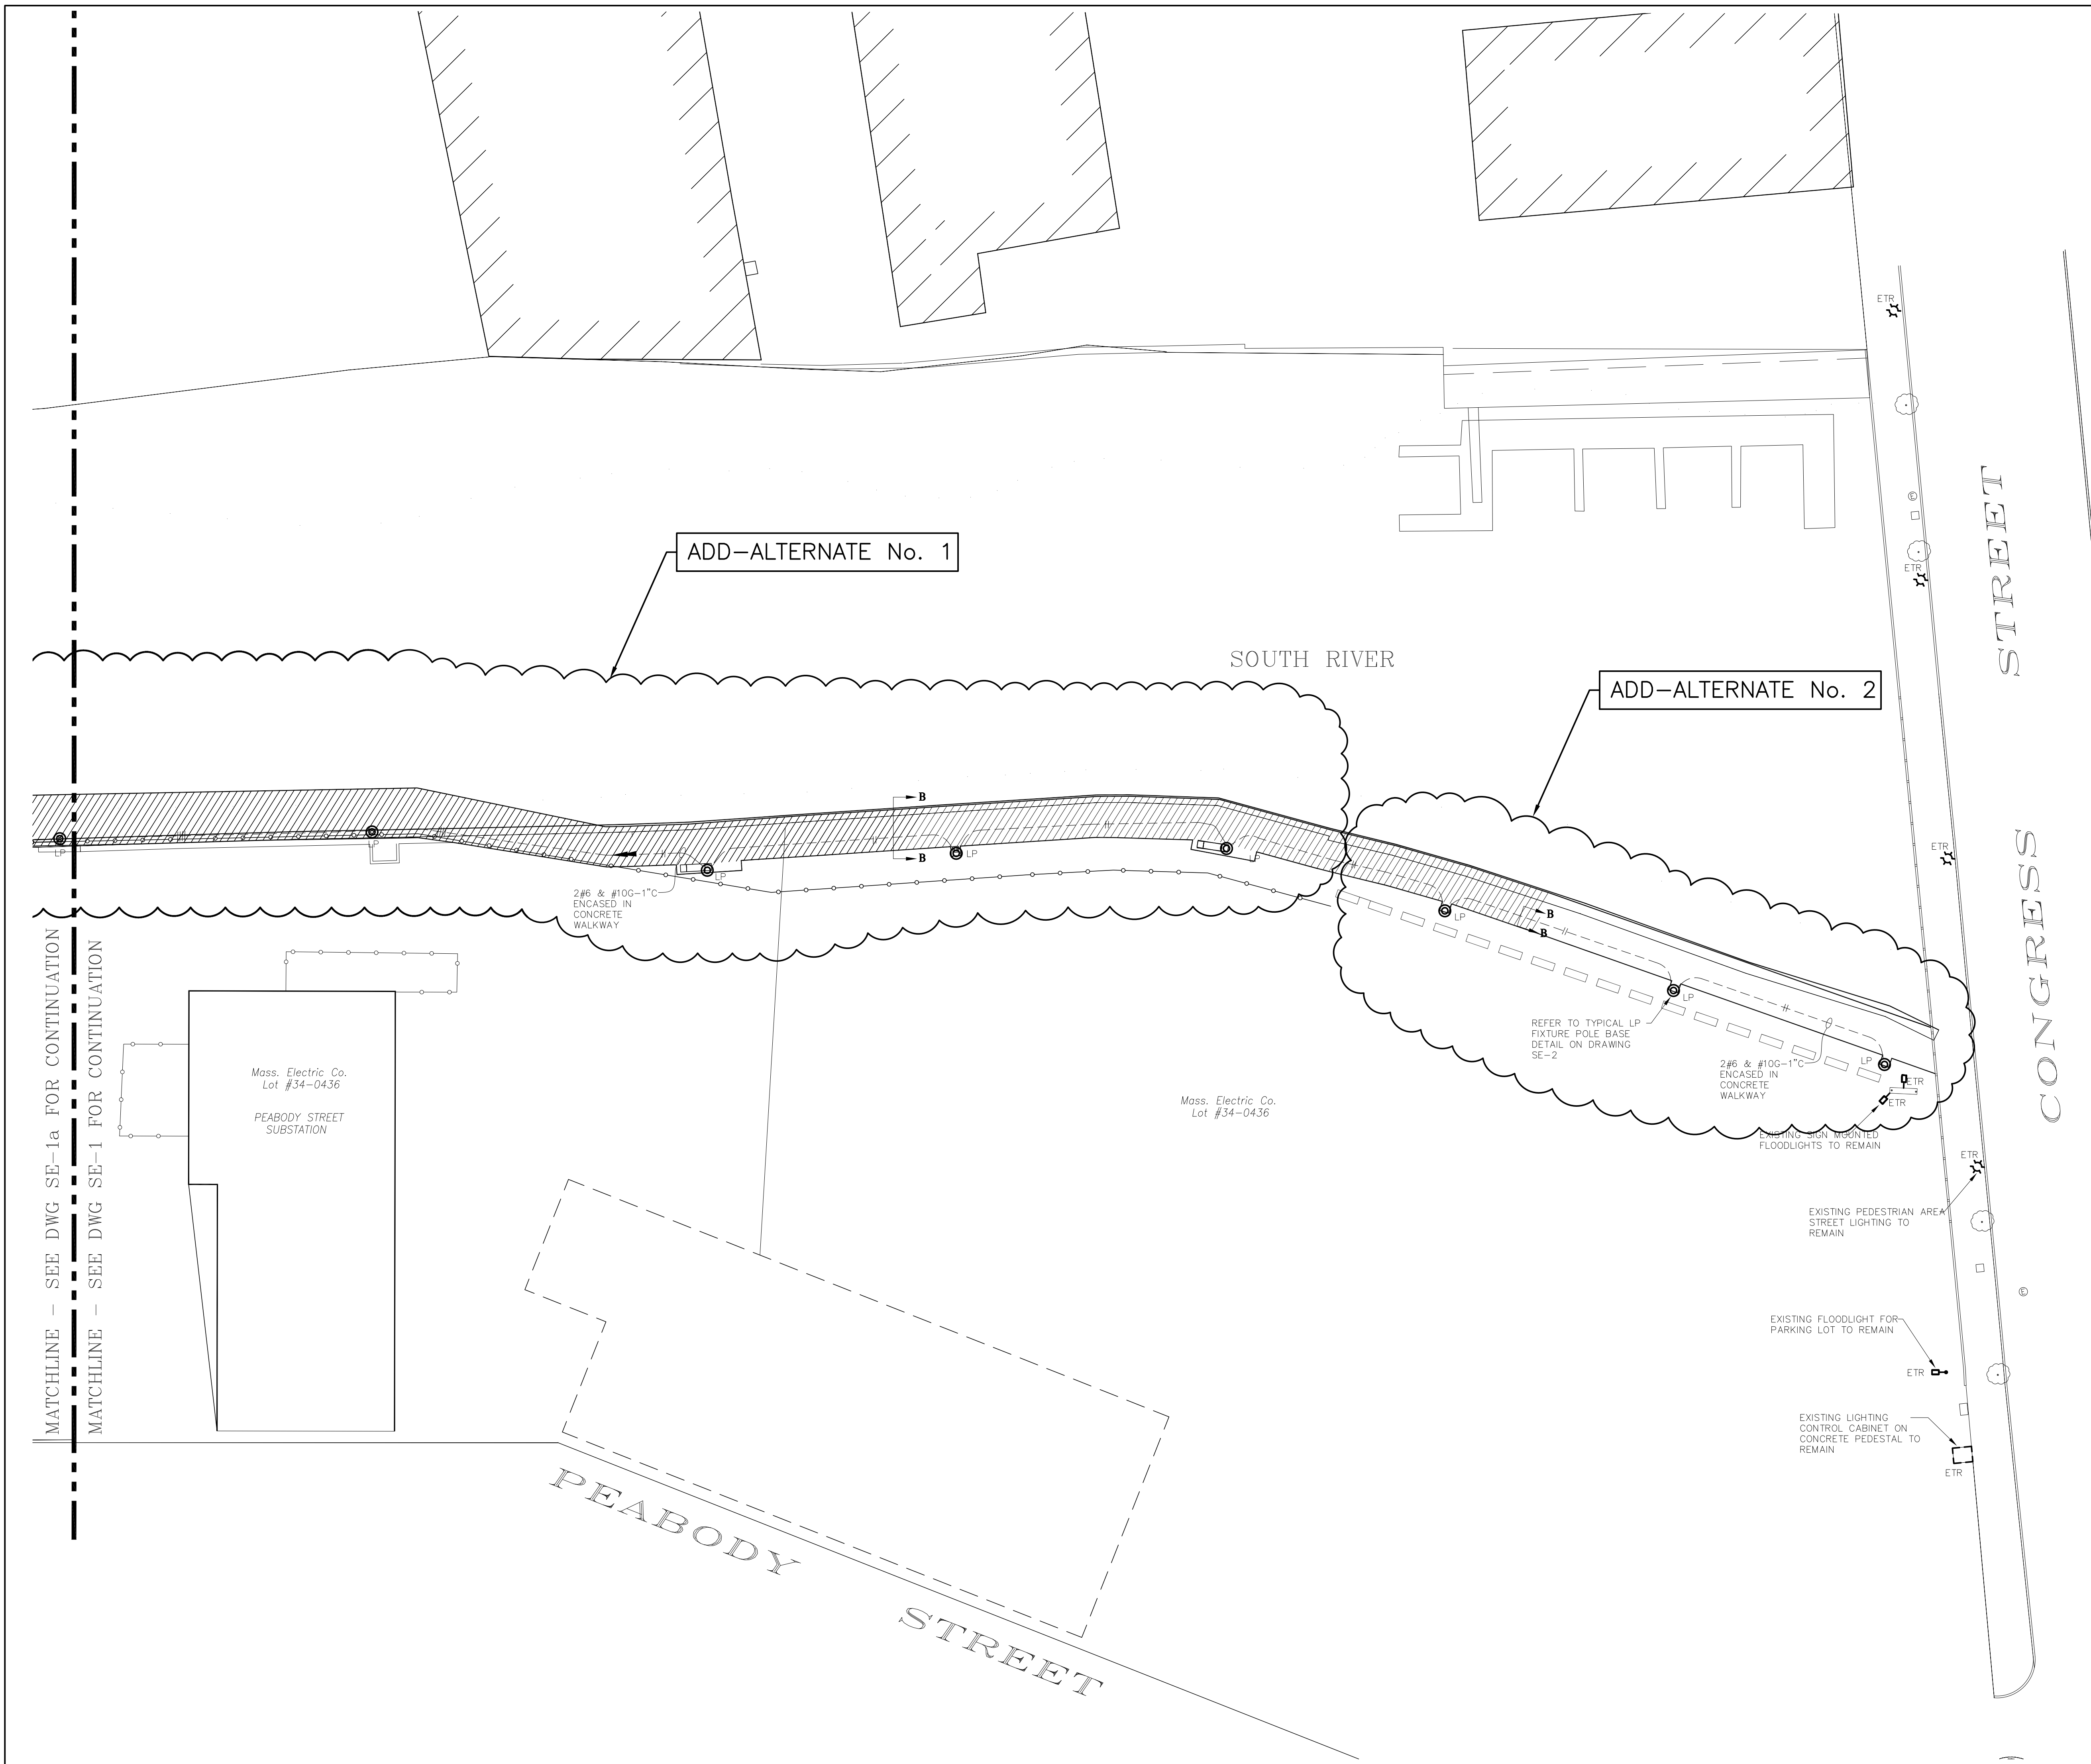 ETR
ETR
STREET
ADD-ALTERNATE No. 1
SOUTH RIVER
ADD-ALTERNATE No. 2
B
B
LP
LP
LP
LP
LP
ETR
2#6 & #10G-1"C
ENCASED IN
CONCRETE
WALKWAY
B
B
LP
LP
LP
CONGRESS
REFER TO TYPICAL LP
FIXTURE POLE BASE
DETAIL ON DRAWING
SE-2
2#6 & #10G-1"C
ENCASED IN
CONCRETE
WALKWAY
ETR
ETR
EXISTING SIGN MOUNTED
FLOODLIGHTS TO REMAIN
MATCHLINE - SEE DWG SE-1a FOR CONTINUATION
MATCHLINE - SEE DWG SE-1 FOR CONTINUATION
Mass. Electric Co.
Lot #34-0436
PEABODY STREET
SUBSTATION
Mass. Electric Co.
Lot #34-0436
ETR
EXISTING PEDESTRIAN AREA
STREET LIGHTING TO
REMAIN
EXISTING FLOODLIGHT FOR
PARKING LOT TO REMAIN
ETR
EXISTING LIGHTING
CONTROL CABINET ON
CONCRETE PEDESTAL TO
REMAIN
ETR
PEABODY STREET